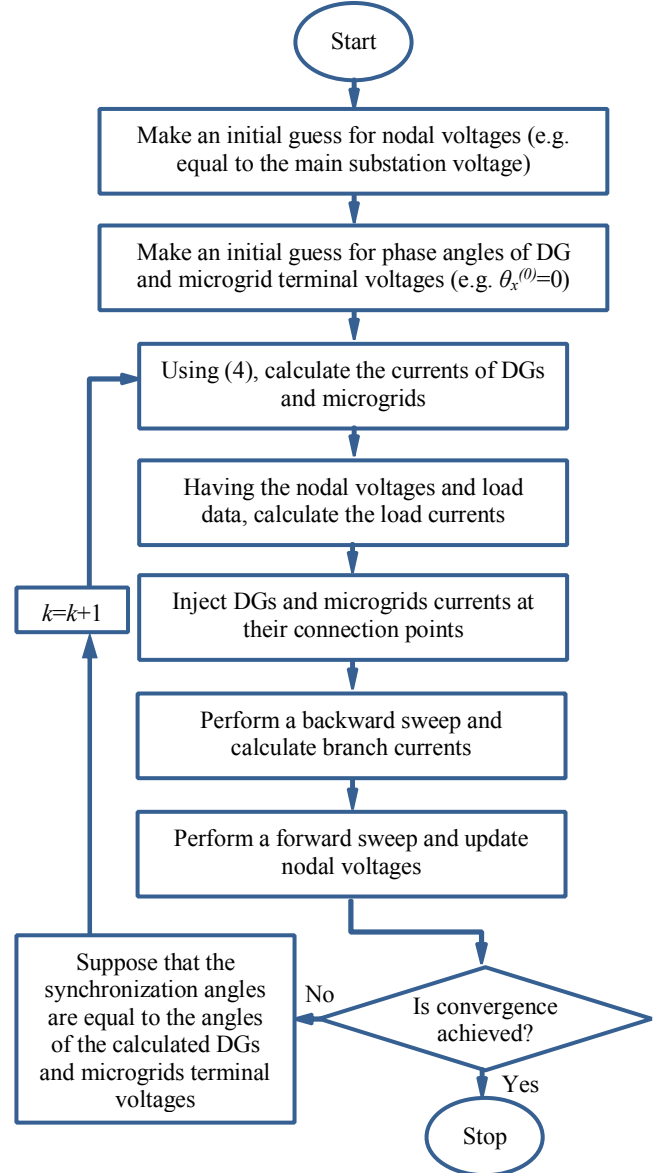 Start
Make an initial guess for nodal voltages (e.g.
equal to the main substation voltage)
Make an initial guess for phase angles of DG
and microgrid terminal voltages (e.g. θₓ⁽⁰⁾=0)
Using (4), calculate the currents of DGs
and microgrids
Having the nodal voltages and load
data, calculate the load currents
Inject DGs and microgrids currents at
their connection points
k=k+1
Perform a backward sweep and
calculate branch currents
Perform a forward sweep and update
nodal voltages
Suppose that the
synchronization angles
are equal to the angles
of the calculated DGs
and microgrids terminal
voltages
No
Is convergence
achieved?
Yes
Stop